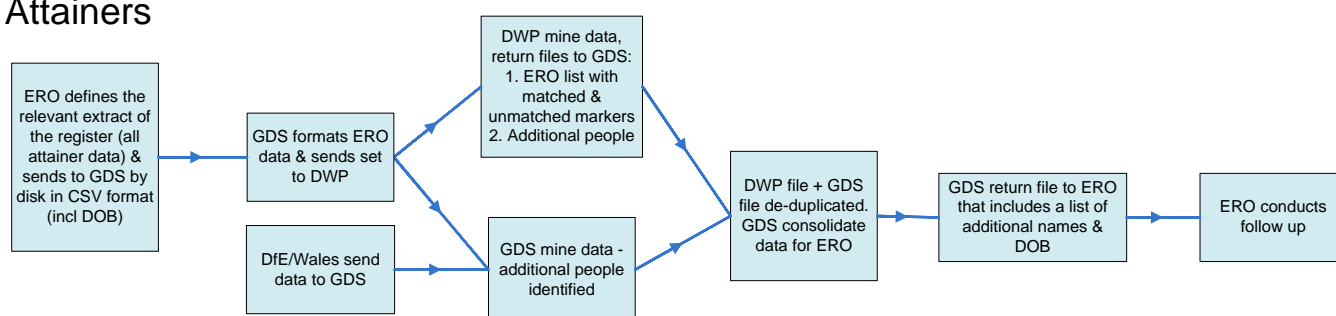 Attainers
ERO defines the
relevant extract of
the register (all
attainer data) &
sends to GDS by
disk in CSV format
(incl DOB)
GDS formats ERO
data & sends set
to DWP
DfE/Wales send
data to GDS
DWP mine data,
return files to GDS:
1. ERO list with
matched &
unmatched markers
2. Additional people
GDS mine data -
additional people
identified
DWP file + GDS
file de-duplicated.
GDS consolidate
data for ERO
GDS return file to ERO
that includes a list of
additional names &
DOB
ERO conducts
follow up